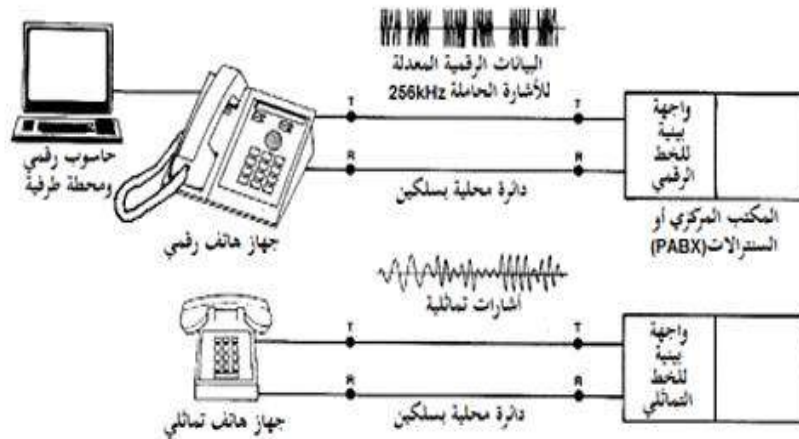 البيانات الرقمية المعدلة
للأشارة الحاملة 256kHz
T
T
واجهة
بينية
للخط
الرقمي
R
R
حاسوب رقمي
ومحطة طرفية
دائرة محلية بسلكين
جهاز هاتف رقمي
المكتب المركزي أو
السنترالات (PABX)
أشارات تماثلية
T
T
واجهة
بينية
للخط
التماثلي
R
R
دائرة محلية بسلكين
جهاز هاتف تماثلي